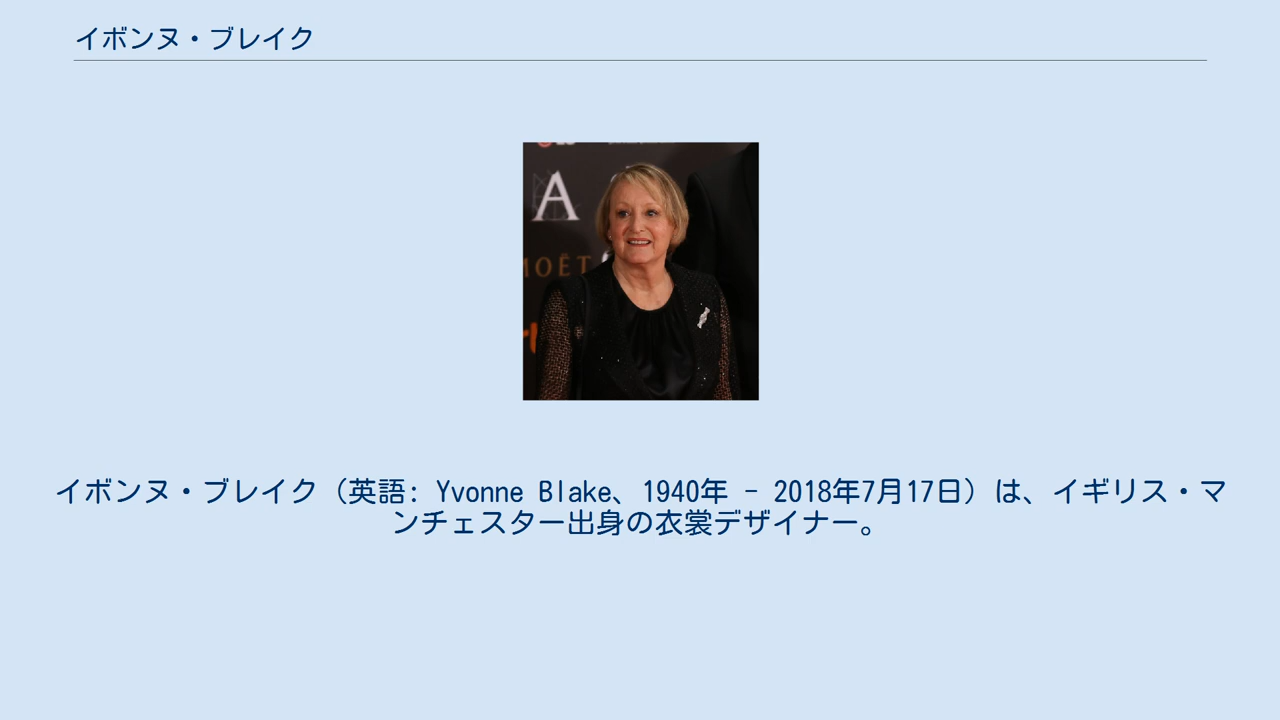 イボンヌ・ブレイク
A
MOËT
イボンヌ・ブレイク（英語: Yvonne Blake、1940年 - 2018年7月17日）は、イギリス・マ
ンチェスター出身の衣裳デザイナー。